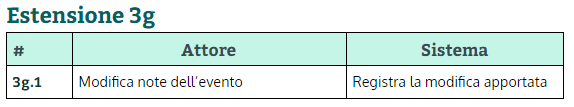 Estensione 3g
# Attore Sistema
3g.1 Modifica note dell'evento Registra la modifica apportata